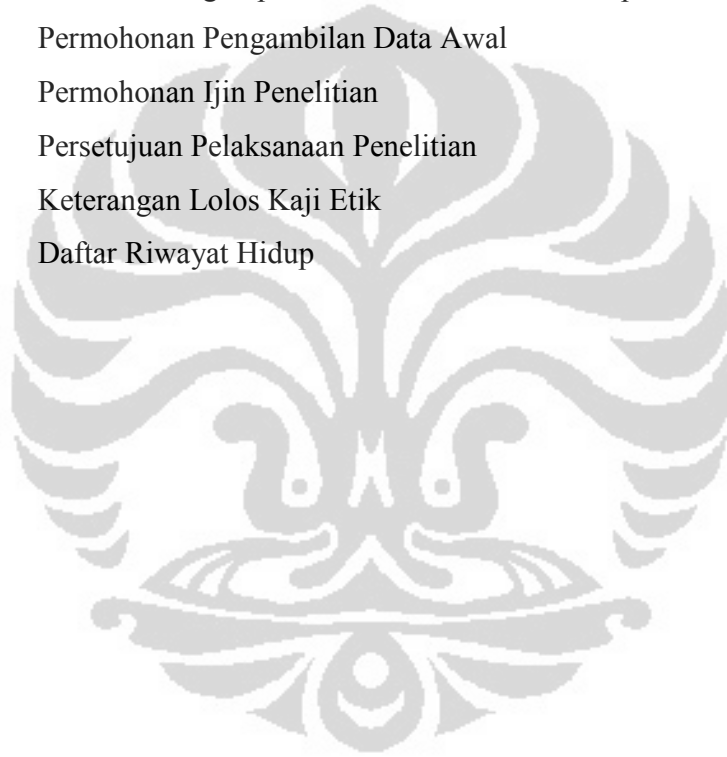 Permohonan Pengambilan Data Awal
Permohonan Ijin Penelitian
Persetujuan Pelaksanaan Penelitian
Keterangan Lolos Kaji Etik
Daftar Riwayat Hidup